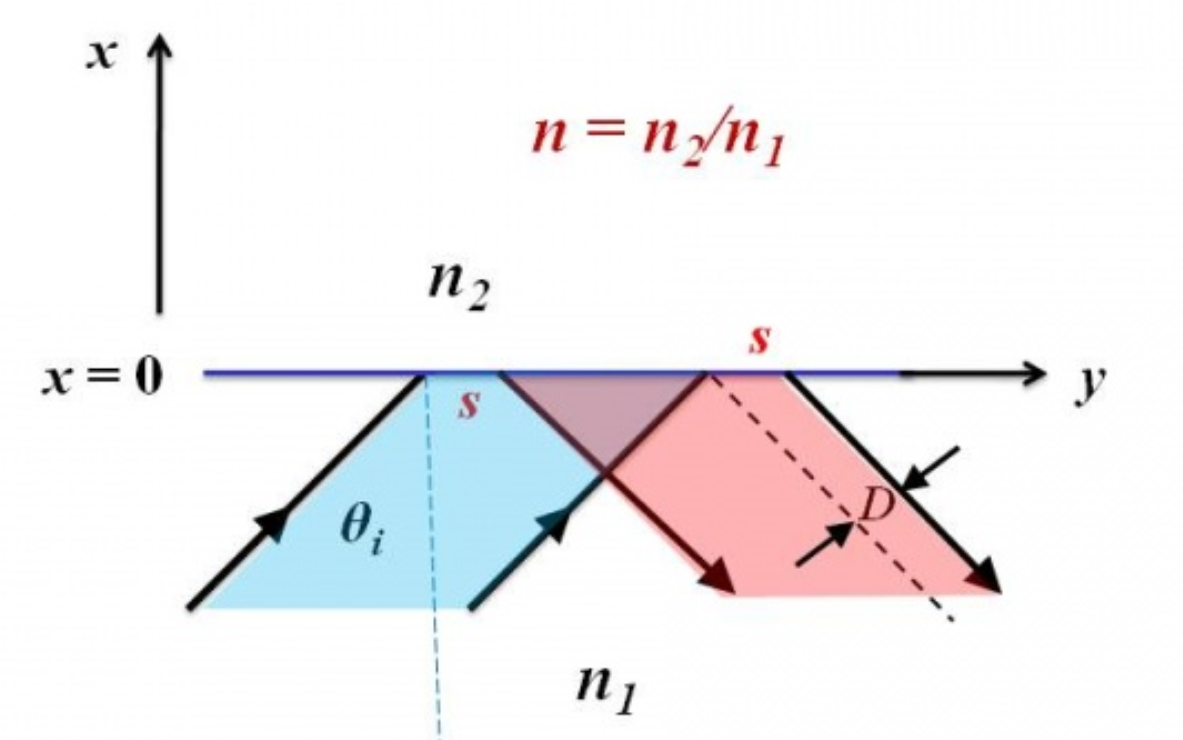 x
n = n₂/n₁
n₂
s
x = 0
y
s
θᵢ
D
n₁